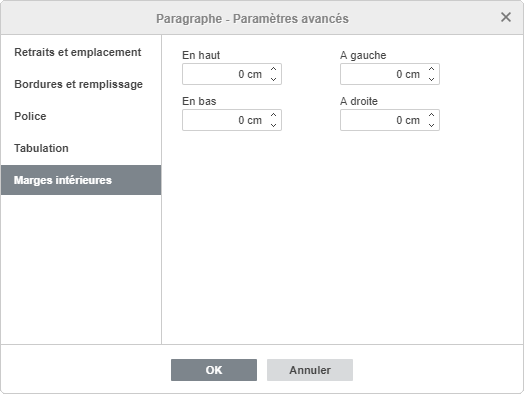 Paragraphe - Paramètres avancés
Retraits et emplacement
Bordures et remplissage
Police
Tabulation
Marges intérieures
En haut
A gauche
0 cm
0 cm
En bas
A droite
0 cm
0 cm
OK
Annuler